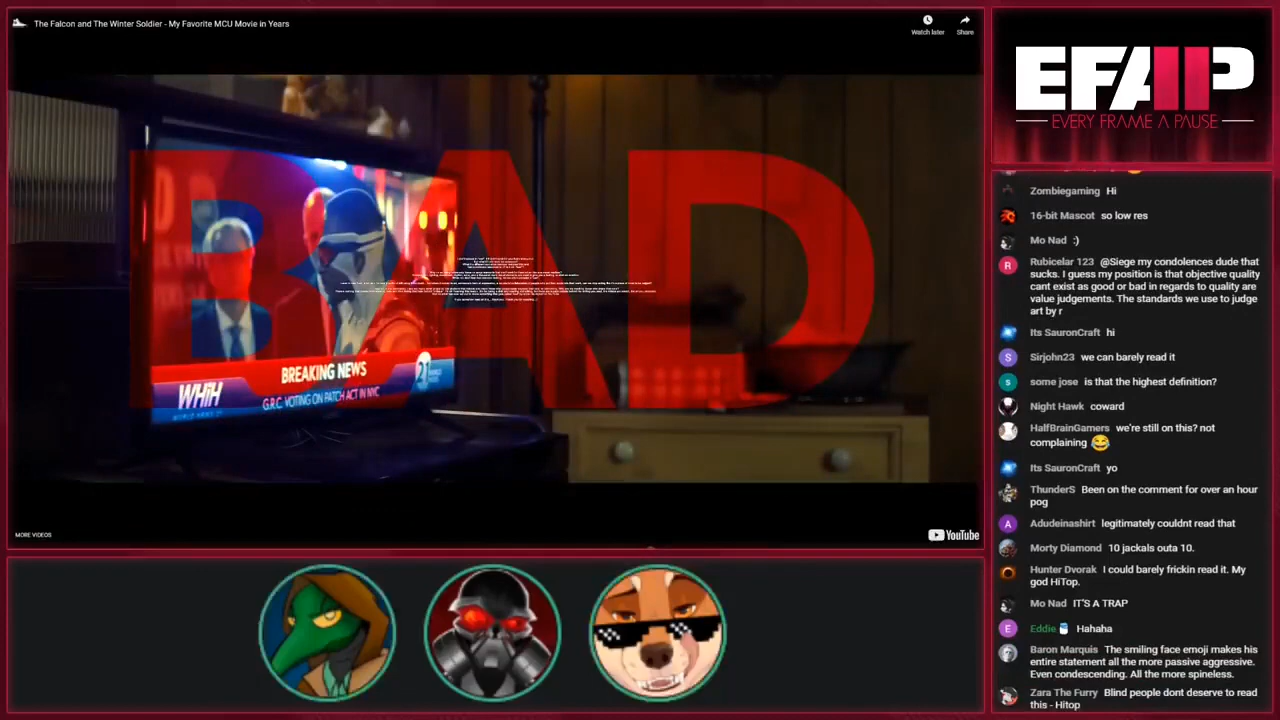 The Falcon and The Winter Soldier - My Favorite MCU Movie in Years
Watch later
Share
BAD
BREAKING NEWS
G.R.C. VOTING ON PATCH ACT IN NYC
WHiH
21
MORE VIDEOS
YouTube
EFAP
EVERY FRAME A PAUSE
Zombiegaming Hi
16-bit Mascot so low res
Mo Nad :)
Rubicelar 123 @Siege my condolences dude that
sucks. I guess my position is that objective quality
cant exist as good or bad in regards to quality are
value judgements. The standards we use to judge
art by r
Its SauronCraft hi
Sirjohn23 we can barely read it
some jose is that the highest definition?
Night Hawk coward
HalfBrainGamers we're still on this? not
complaining 😂
Its SauronCraft yo
ThunderS Been on the comment for over an hour
pog
Adudeinashirt legitimately couldnt read that
Morty Diamond 10 jackals outa 10.
Hunter Dvorak I could barely frickin read it. My
god HiTop.
Mo Nad IT'S A TRAP
Eddie Hahaha
Baron Marquis The smiling face emoji makes his
entire statement all the more passive aggressive.
Even condescending. All the more spineless.
Zara The Furry Blind people dont deserve to read
this - Hitop